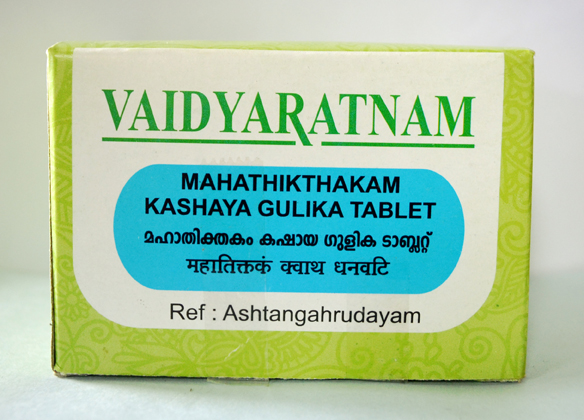 VAIDYARATNAM
MAHATHIKTHAKAM
KASHAYA GULIKA TABLET
മഹാതിക്തകം കഷായ ഗുളിക ടാബ്ലറ്റ്
महातिक्तकं क्वाथ धनवटि
Ref : Ashtangahrudayam